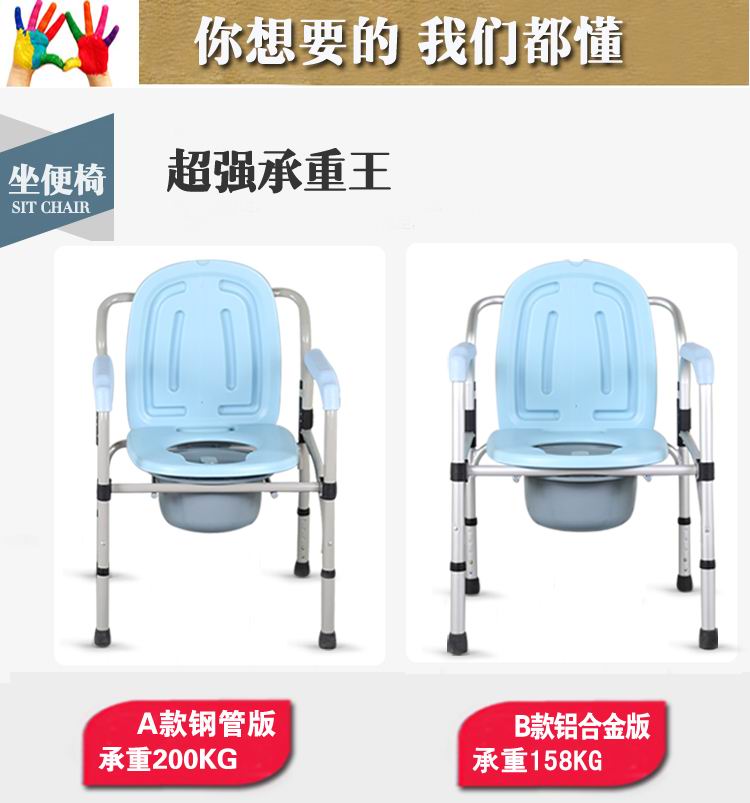 你想要的 我们都懂
坐便椅
SIT CHAIR
超强承重王
A款钢管版
承重200KG
B款铝合金版
承重158KG